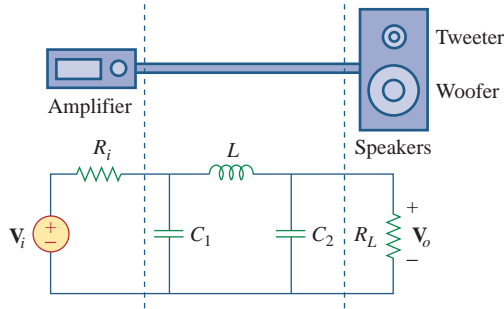 Tweeter
Woofer
Amplifier
Speakers
R_i
L
+
−
V_i
C_1
C_2
R_L
+
V_o
−